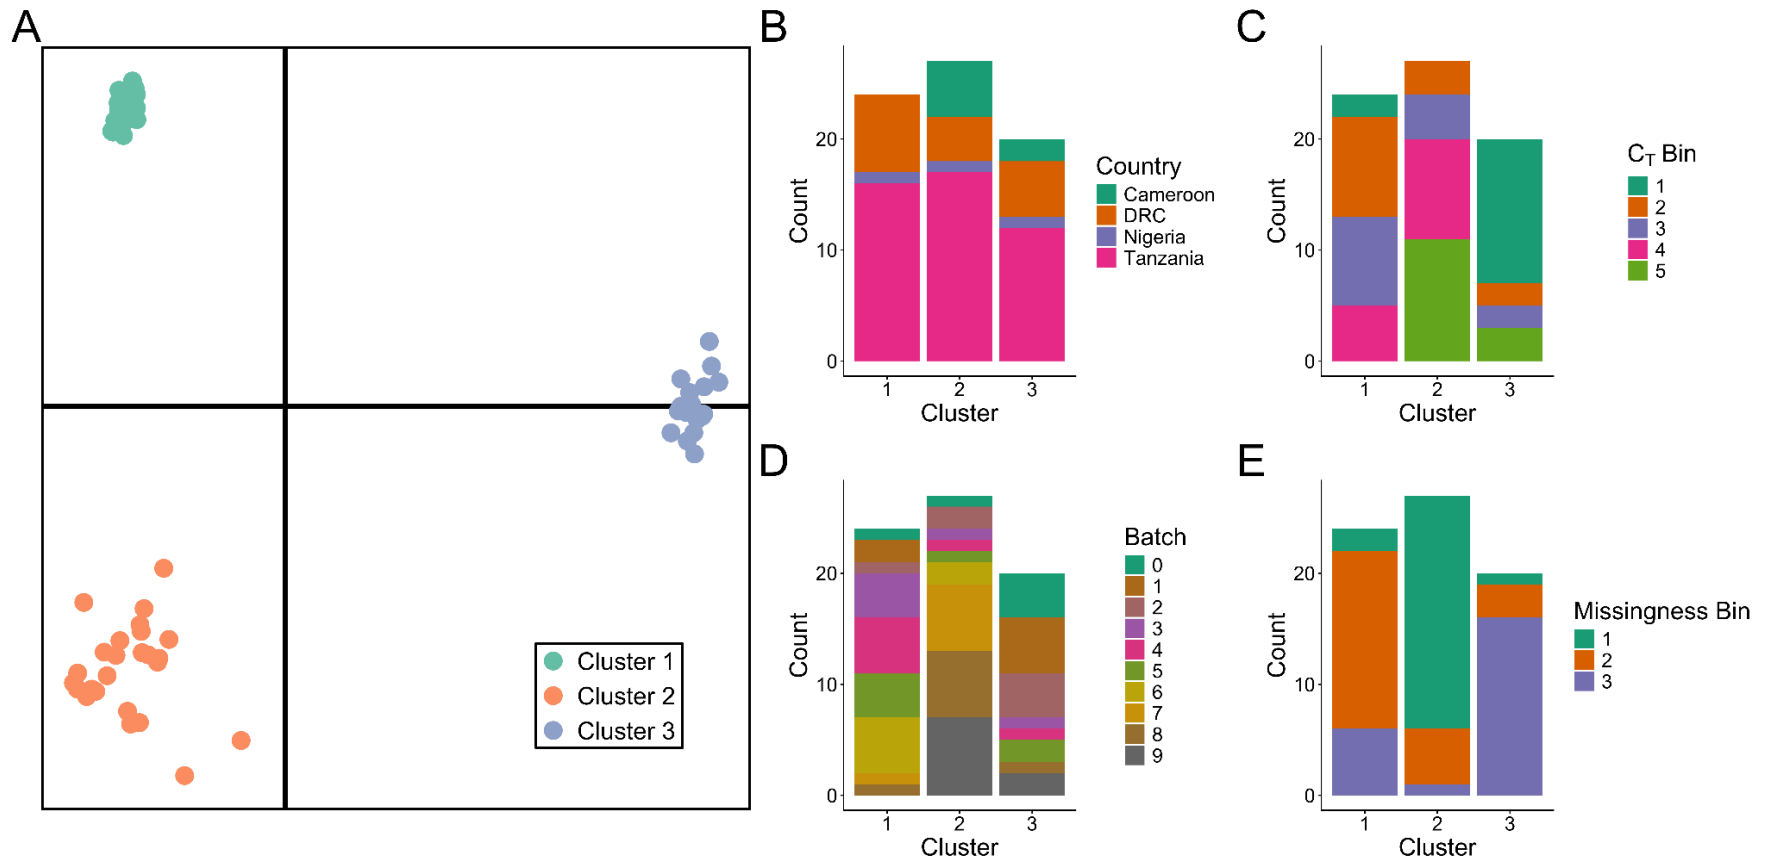 A
Cluster 1
Cluster 2
Cluster 3
B
Count
20
10
0
1 2 3
Cluster
Country
Cameroon
DRC
Nigeria
Tanzania
C
Count
20
10
0
1 2 3
Cluster
CT Bin
1
2
3
4
5
D
Count
20
10
0
1 2 3
Cluster
Batch
0
1
2
3
4
5
6
7
8
9
E
Count
20
10
0
1 2 3
Cluster
Missingness Bin
1
2
3